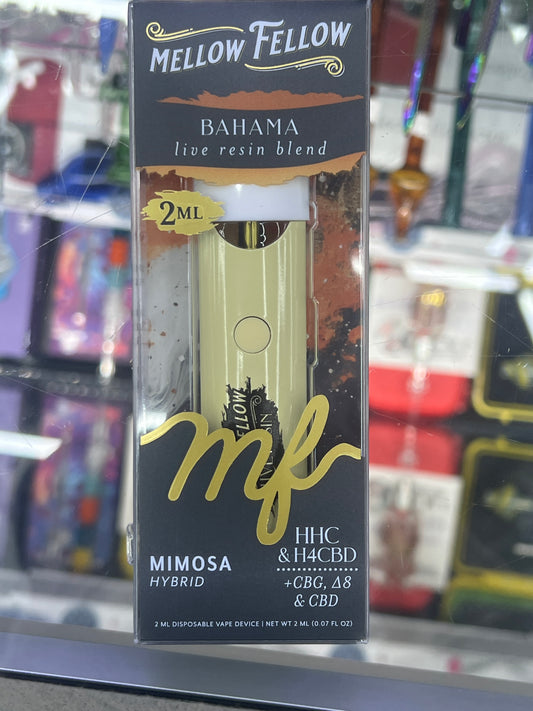 MELLOW FELLOW
BAHAMA
live resin blend
2ML
mf
MIMOSA
HYBRID
HHC
& H4CBD
+CBG, Δ8
& CBD
2 ML DISPOSABLE VAPE DEVICE | NET WT 2 ML (0.07 FL OZ)